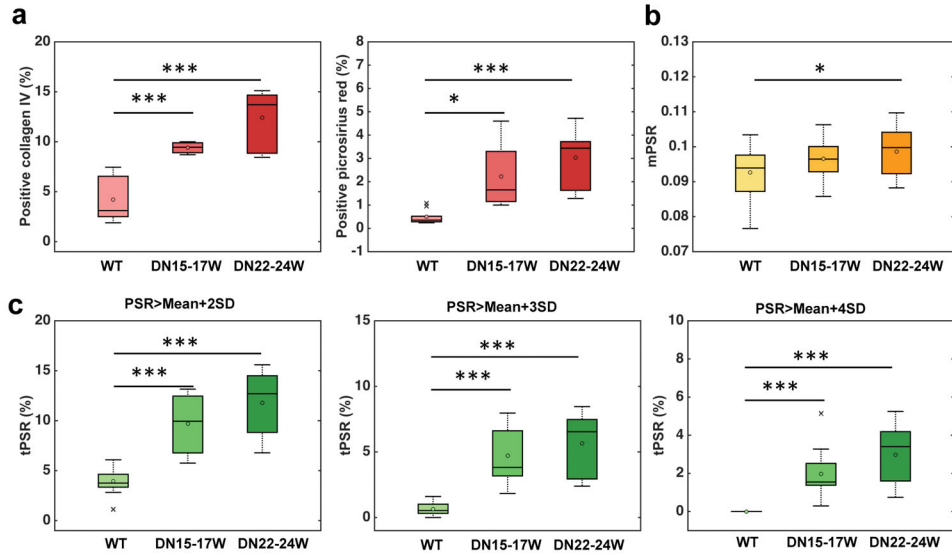 a
Positive collagen IV (%)
20
15
10
5
0
***
***
WT DN15-17W DN22-24W
Positive picrosirius red (%)
8
7
6
5
4
3
2
1
0
-1
***
*
WT DN15-17W DN22-24W
b
mPSR
0.13
0.12
0.11
0.1
0.09
0.08
0.07
*
WT DN15-17W DN22-24W
c
PSR>Mean+2SD
tPSR (%)
20
15
10
5
0
***
***
WT DN15-17W DN22-24W
PSR>Mean+3SD
tPSR (%)
15
10
5
0
***
***
WT DN15-17W DN22-24W
PSR>Mean+4SD
tPSR (%)
10
8
6
4
2
0
***
***
WT DN15-17W DN22-24W